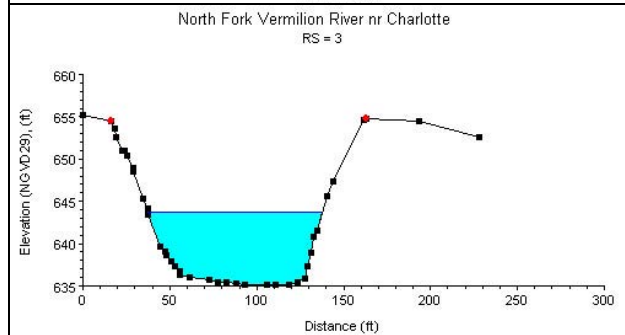 North Fork Vermilion River nr Charlotte
RS = 3
660
655
650
645
640
635
Elevation (NGVD29), (ft)
0 50 100 150 200 250 300
Distance (ft)